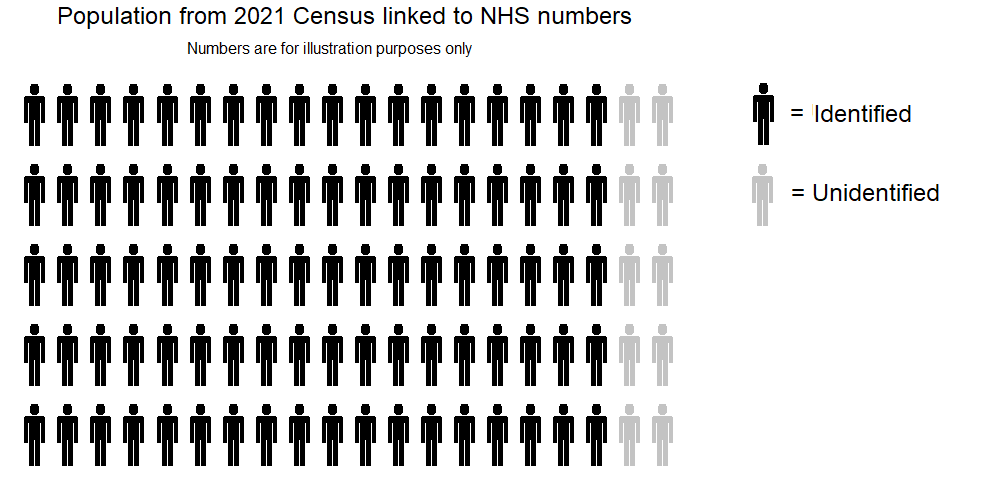 Population from 2021 Census linked to NHS numbers
Numbers are for illustration purposes only
= Identified
= Unidentified